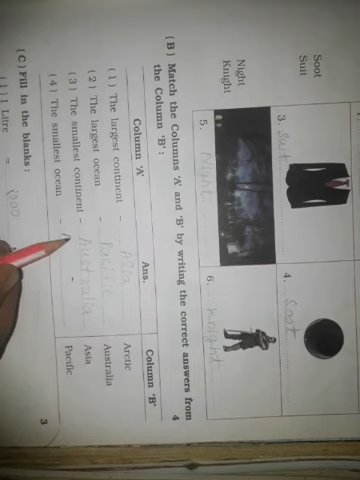 Soot
Suit
3. Suit
4. Soot
Night
Knight
5. Night
6. Knight
(B) Match the Columns 'A' and 'B' by writing the correct answers from
the Column 'B' :
4
Column 'A' Ans. Column 'B'
(1) The largest continent - Asia Arctic
(2) The largest ocean - Pacific Australia
(3) The smallest continent - Australia Asia
(4) The smallest ocean - Pacific
3
(C) Fill in the blanks :
(1) 1 Litre = 1000